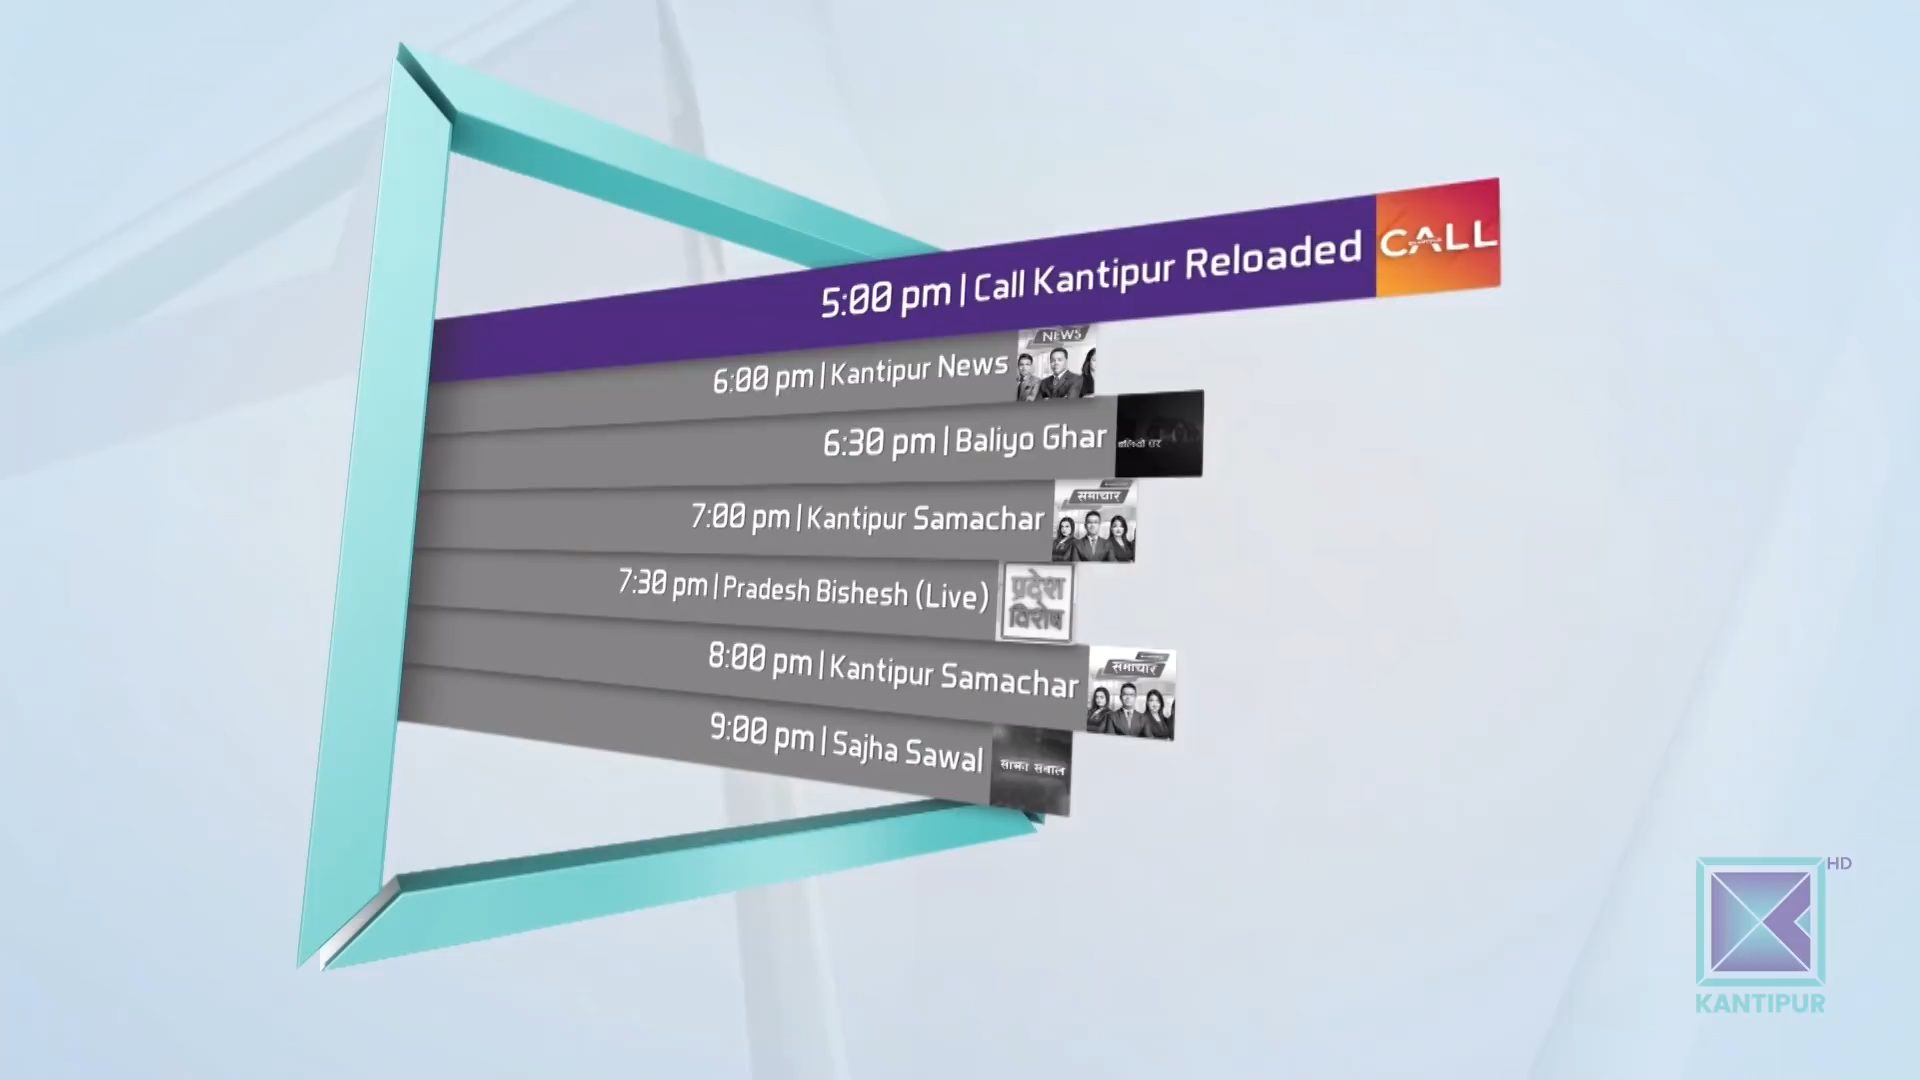 5:00 pm | Call Kantipur Reloaded
CALL
6:00 pm | Kantipur News
NEWS
6:30 pm | Baliyo Ghar
बलियो घर
7:00 pm | Kantipur Samachar
समाचार
7:30 pm | Pradesh Bishesh (Live)
प्रदेश
विशेष
8:00 pm | Kantipur Samachar
समाचार
9:00 pm | Sajha Sawal
साझा सवाल
HD
KANTIPUR